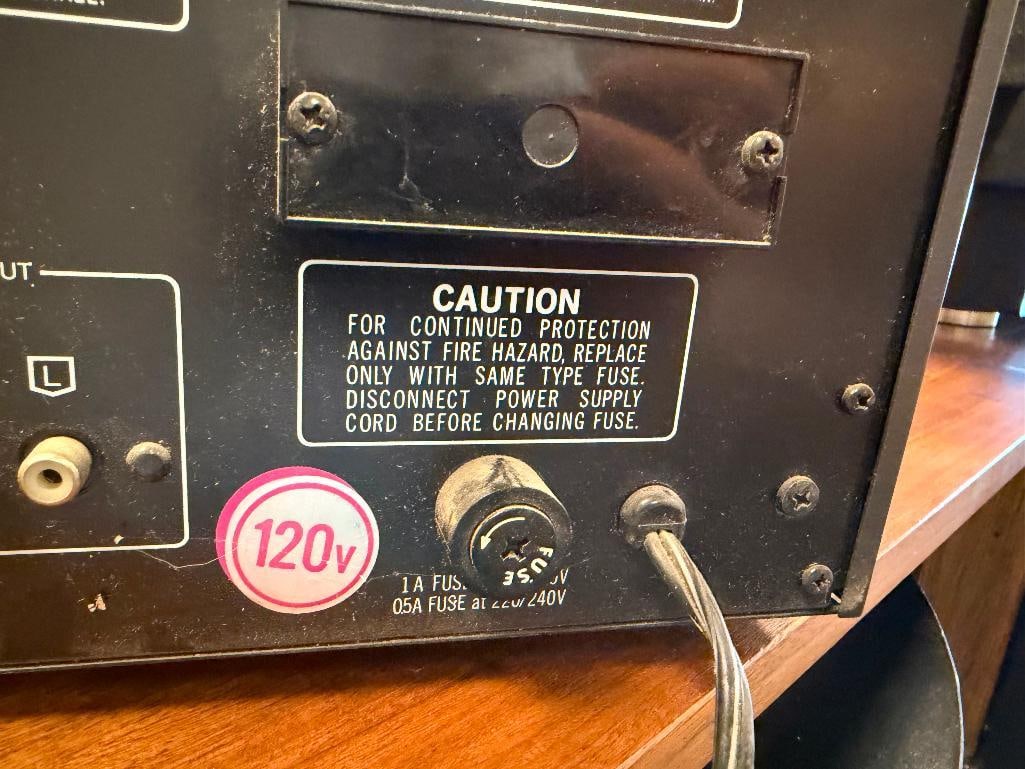 UT
L
CAUTION
FOR CONTINUED PROTECTION
AGAINST FIRE HAZARD, REPLACE
ONLY WITH SAME TYPE FUSE.
DISCONNECT POWER SUPPLY
CORD BEFORE CHANGING FUSE.
120V
FUSE
1A FUS
0.5A FUSE at 220/240V